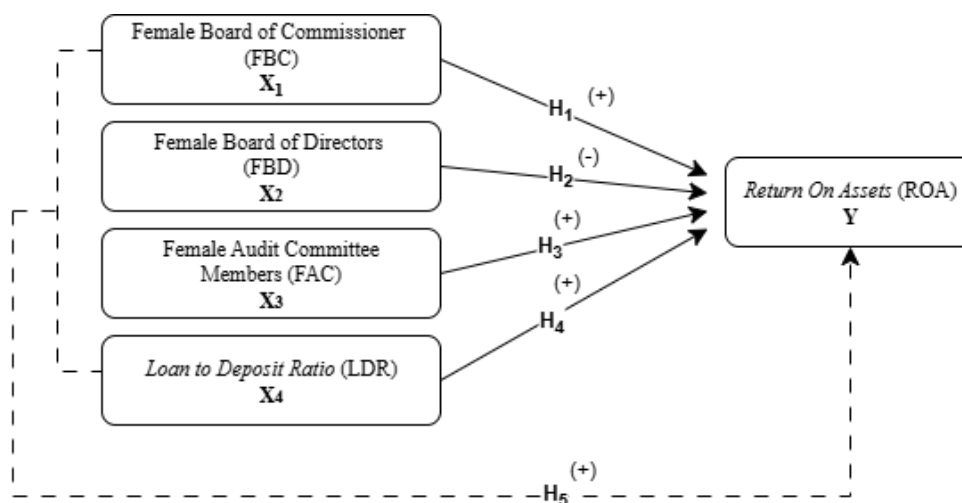 Female Board of Commissioner
(FBC)
X1
Female Board of Directors
(FBD)
X2
Female Audit Committee
Members (FAC)
X3
Loan to Deposit Ratio (LDR)
X4
H1 (+)
H2 (-)
H3 (+)
H4 (+)
Return On Assets (ROA)
Y
H5 (+)